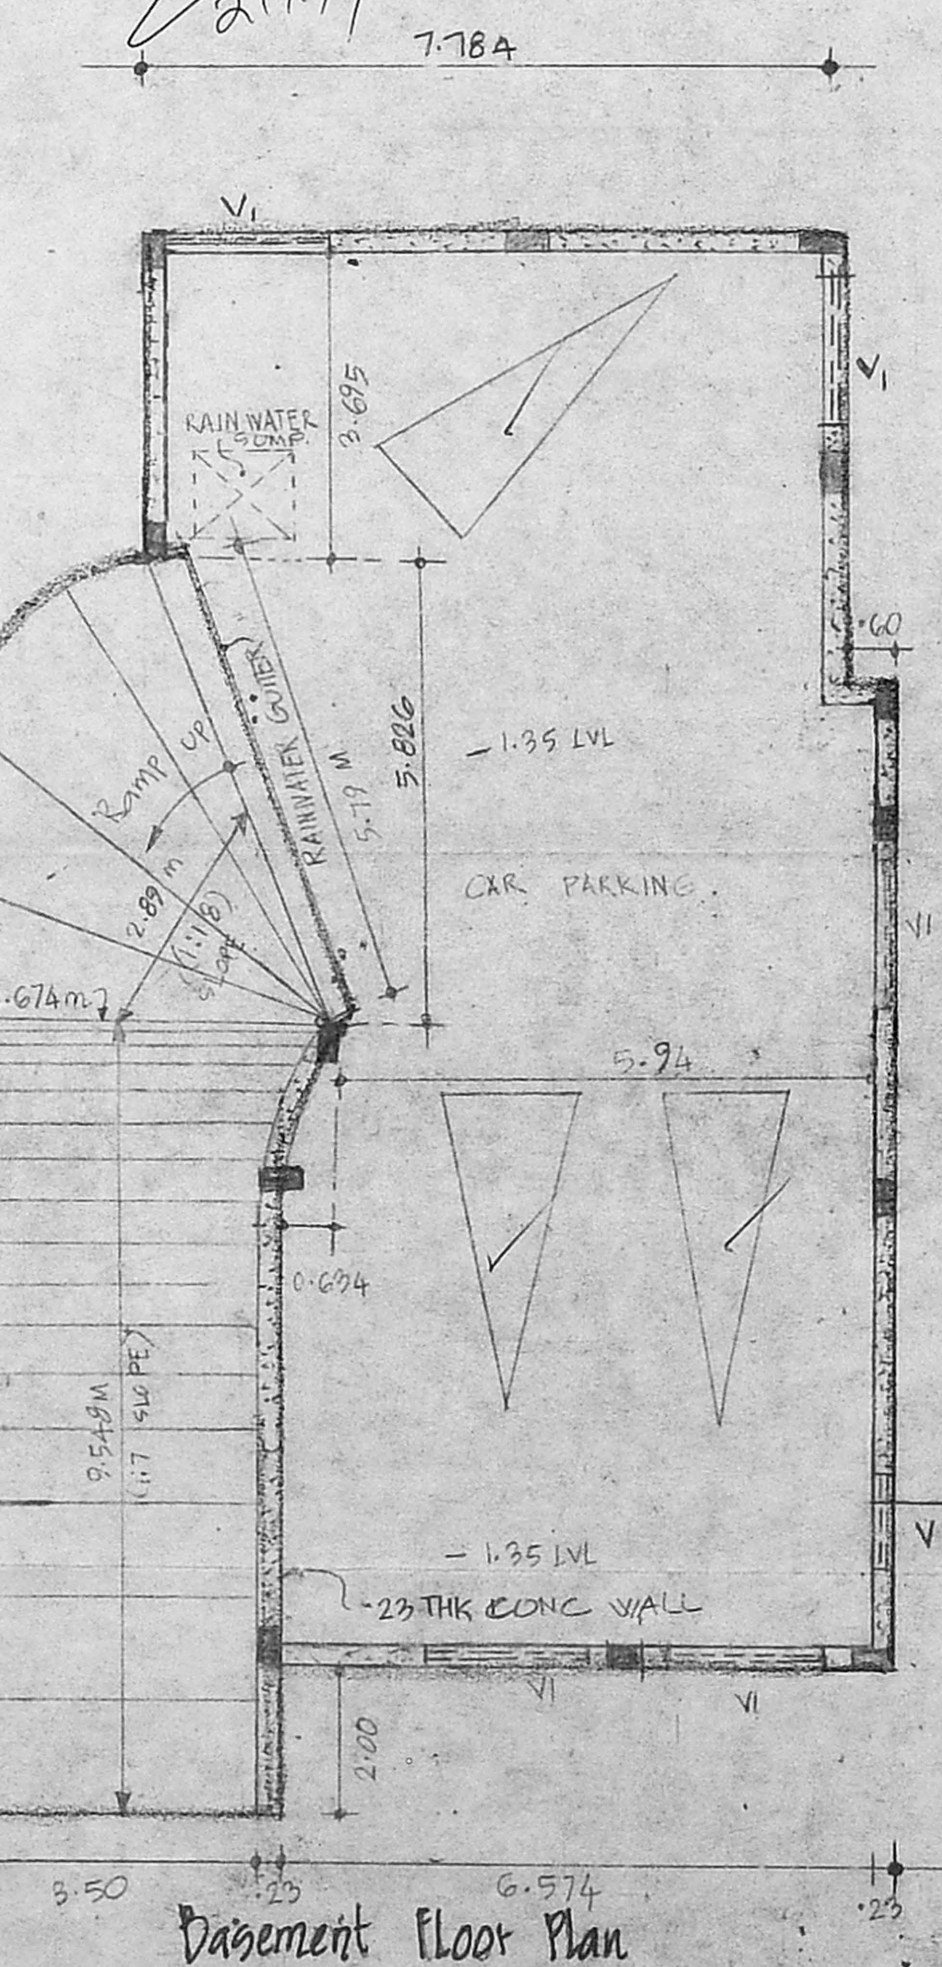 7.784
V1
3.695
V1
RAIN WATER
SUMP.
.60
RAINWATER GUTTER
5.79 M
5.826
- 1.35 LVL
Ramp UP
2.89 m
(1:18)
SLOPE
CAR PARKING.
V1
.674m
5.94
0.634
9.548M
(1:7 SLOPE)
V
- 1.35 LVL
.23 THK CONC WALL
V1
V1
2.00
3.50
.23
6.574
.23
Basement Floor Plan